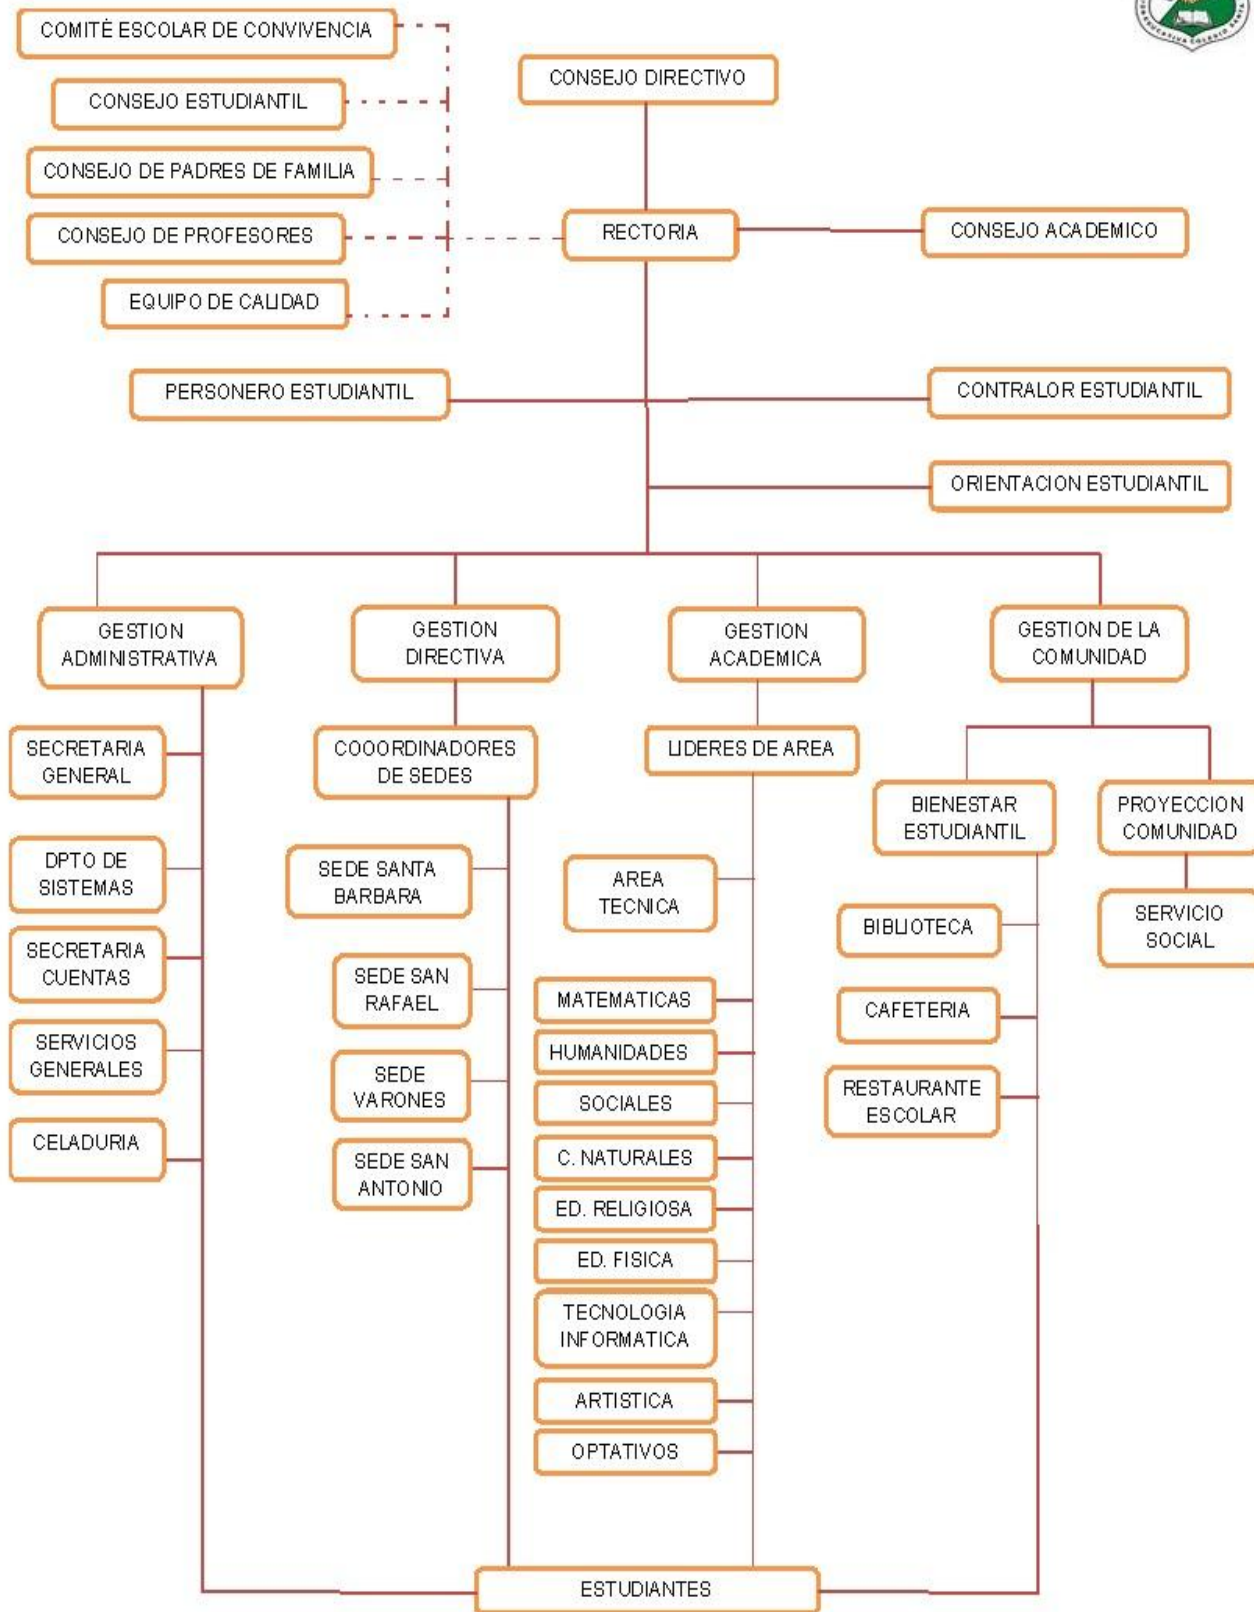 COMITÉ ESCOLAR DE CONVIVENCIA
CONSEJO ESTUDIANTIL
CONSEJO DE PADRES DE FAMILIA
CONSEJO DE PROFESORES
EQUIPO DE CALIDAD
CONSEJO DIRECTIVO
RECTORIA
CONSEJO ACADEMICO
PERSONERO ESTUDIANTIL
CONTRALOR ESTUDIANTIL
ORIENTACION ESTUDIANTIL
GESTION
ADMINISTRATIVA
SECRETARIA
GENERAL
DPTO DE
SISTEMAS
SECRETARIA
CUENTAS
SERVICIOS
GENERALES
CELADURIA
GESTION
DIRECTIVA
COOORDINADORES
DE SEDES
SEDE SANTA
BARBARA
SEDE SAN
RAFAEL
SEDE
VARONES
SEDE SAN
ANTONIO
GESTION
ACADEMICA
LIDERES DE AREA
AREA
TECNICA
MATEMATICAS
HUMANIDADES
SOCIALES
C. NATURALES
ED. RELIGIOSA
ED. FISICA
TECNOLOGIA
INFORMATICA
ARTISTICA
OPTATIVOS
GESTION DE LA
COMUNIDAD
BIENESTAR
ESTUDIANTIL
BIBLIOTECA
CAFETERIA
RESTAURANTE
ESCOLAR
PROYECCION
COMUNIDAD
SERVICIO
SOCIAL
ESTUDIANTES